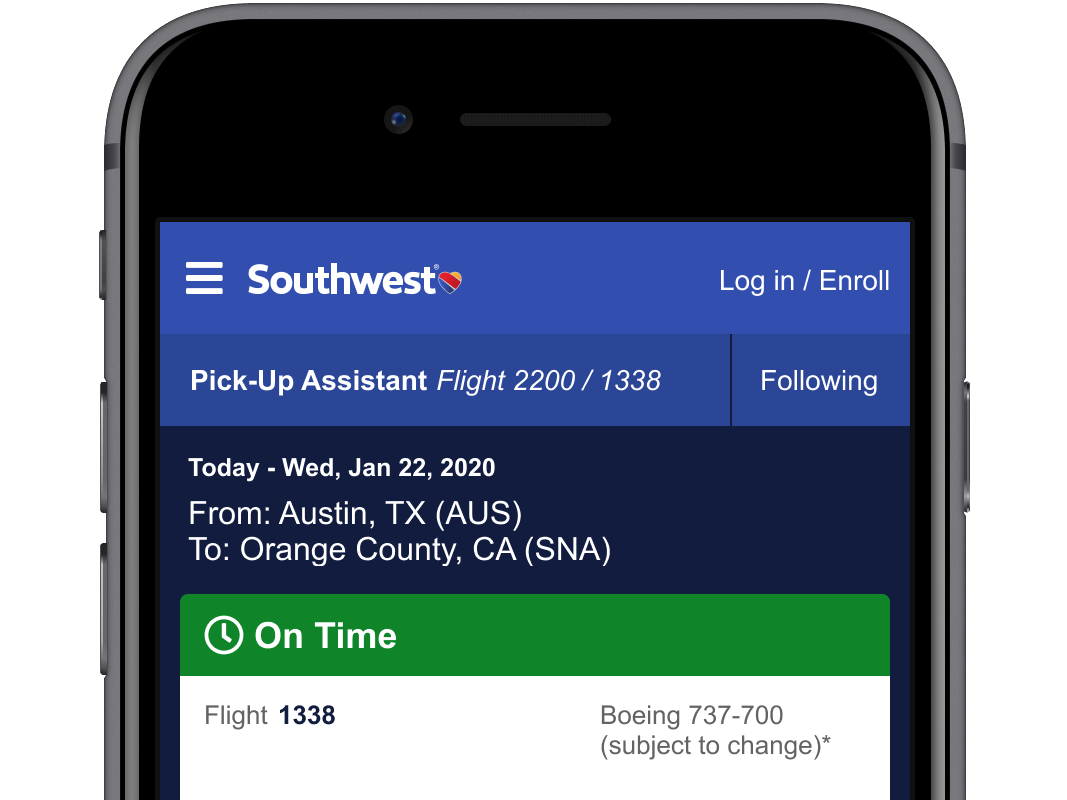 Southwest®
Log in / Enroll
Pick-Up Assistant Flight 2200 / 1338
Following
Today - Wed, Jan 22, 2020
From: Austin, TX (AUS)
To: Orange County, CA (SNA)
On Time
Flight 1338
Boeing 737-700
(subject to change)*